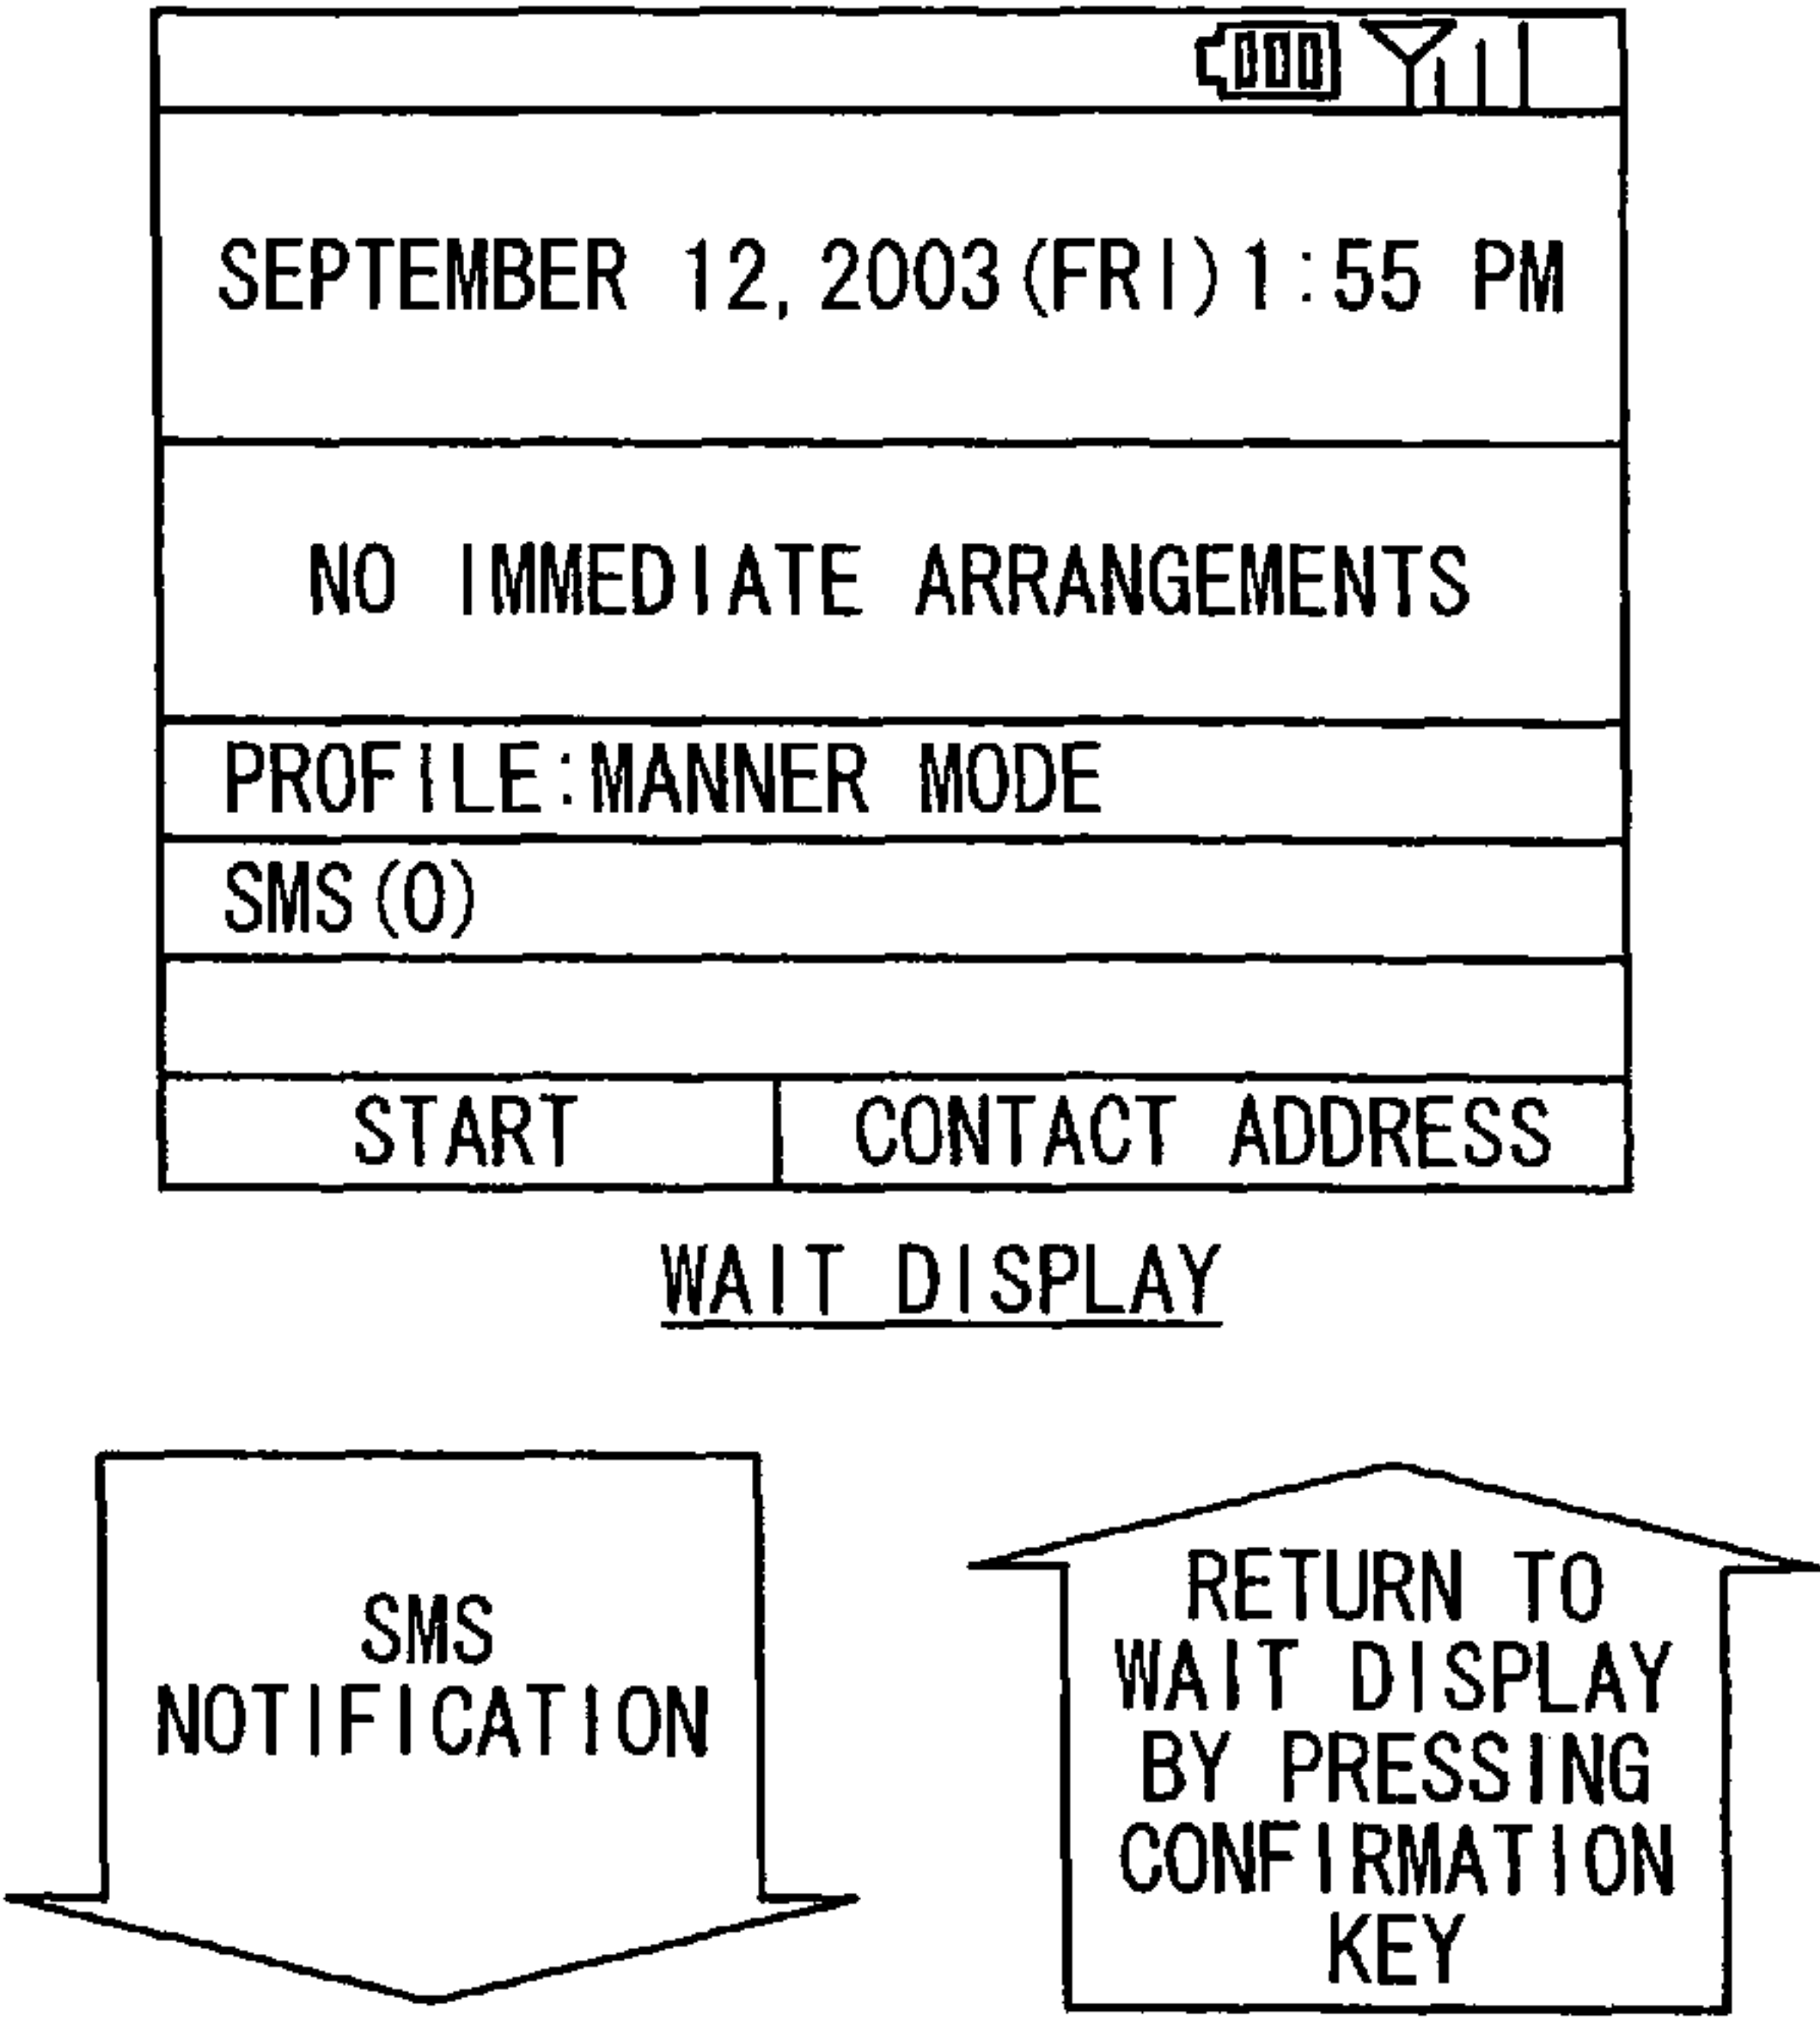 SEPTEMBER 12,2003(FRI)1:55 PM
NO IMMEDIATE ARRANGEMENTS
PROFILE:MANNER MODE
SMS(0)
START CONTACT ADDRESS
WAIT DISPLAY
SMS
NOTIFICATION
RETURN TO
WAIT DISPLAY
BY PRESSING
CONFIRMATION
KEY